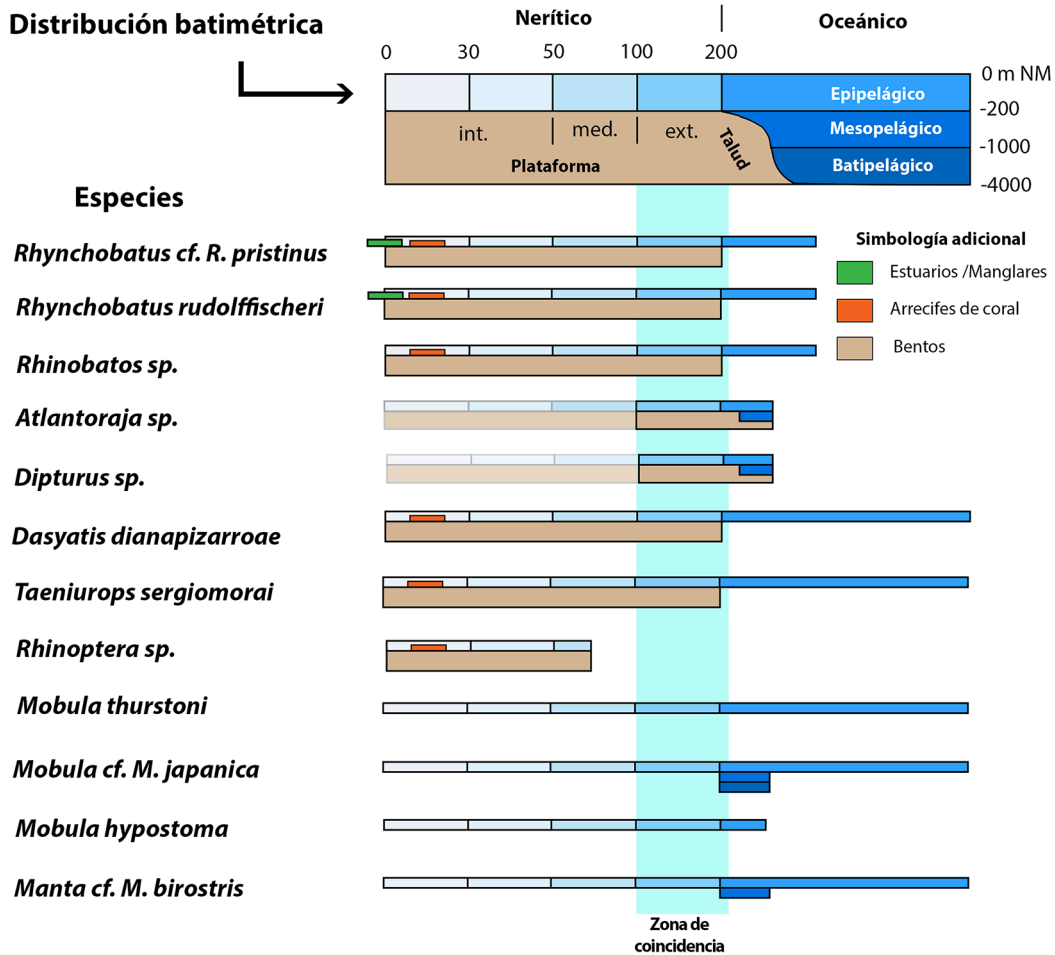 Distribución batimétrica
Nerítico
Oceánico
0 30 50 100 200
0 m NM
Epipelágico
-200
int. med. ext. Talud
Mesopelágico
-1000
Plataforma
Batipelágico
-4000
Especies
Simbología adicional
Estuarios /Manglares
Arrecifes de coral
Bentos
Rhynchobatus cf. R. pristinus
Rhynchobatus rudolffischeri
Rhinobatos sp.
Atlantoraja sp.
Dipturus sp.
Dasyatis dianapizarroae
Taeniurops sergiomorai
Rhinoptera sp.
Mobula thurstoni
Mobula cf. M. japanica
Mobula hypostoma
Manta cf. M. birostris
Zona de
coincidencia